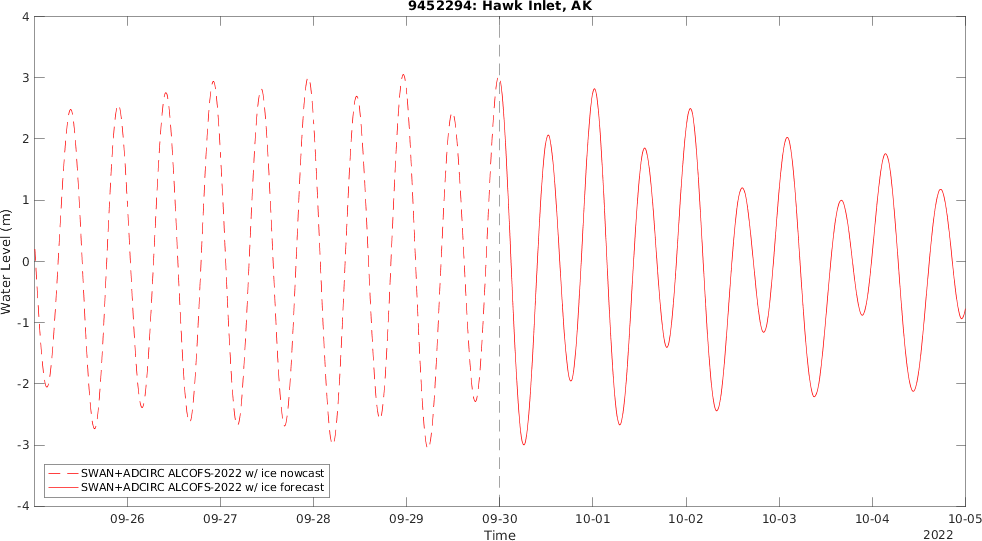 9452294: Hawk Inlet, AK
4
3
2
1
0
-1
-2
-3
-4
Water Level (m)
SWAN+ADCIRC ALCOFS-2022 w/ ice nowcast
SWAN+ADCIRC ALCOFS-2022 w/ ice forecast
09-26 09-27 09-28 09-29 09-30 10-01 10-02 10-03 10-04 10-05
Time
2022